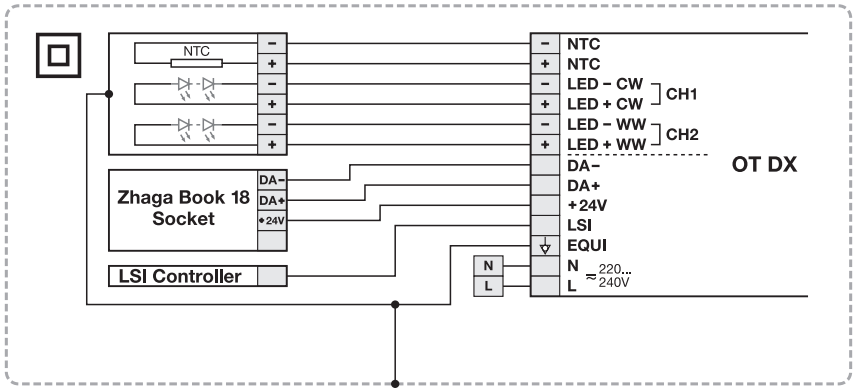 NTC
-
+
-
+
-
+
Zhaga Book 18
Socket
DA-
DA+
+24V
LSI Controller
N
L
- NTC
+ NTC
- LED - CW
+ LED + CW
CH1
- LED - WW
+ LED + WW
CH2
DA-
DA+
+24V
LSI
EQUI
N
L
220...
240V
OT DX